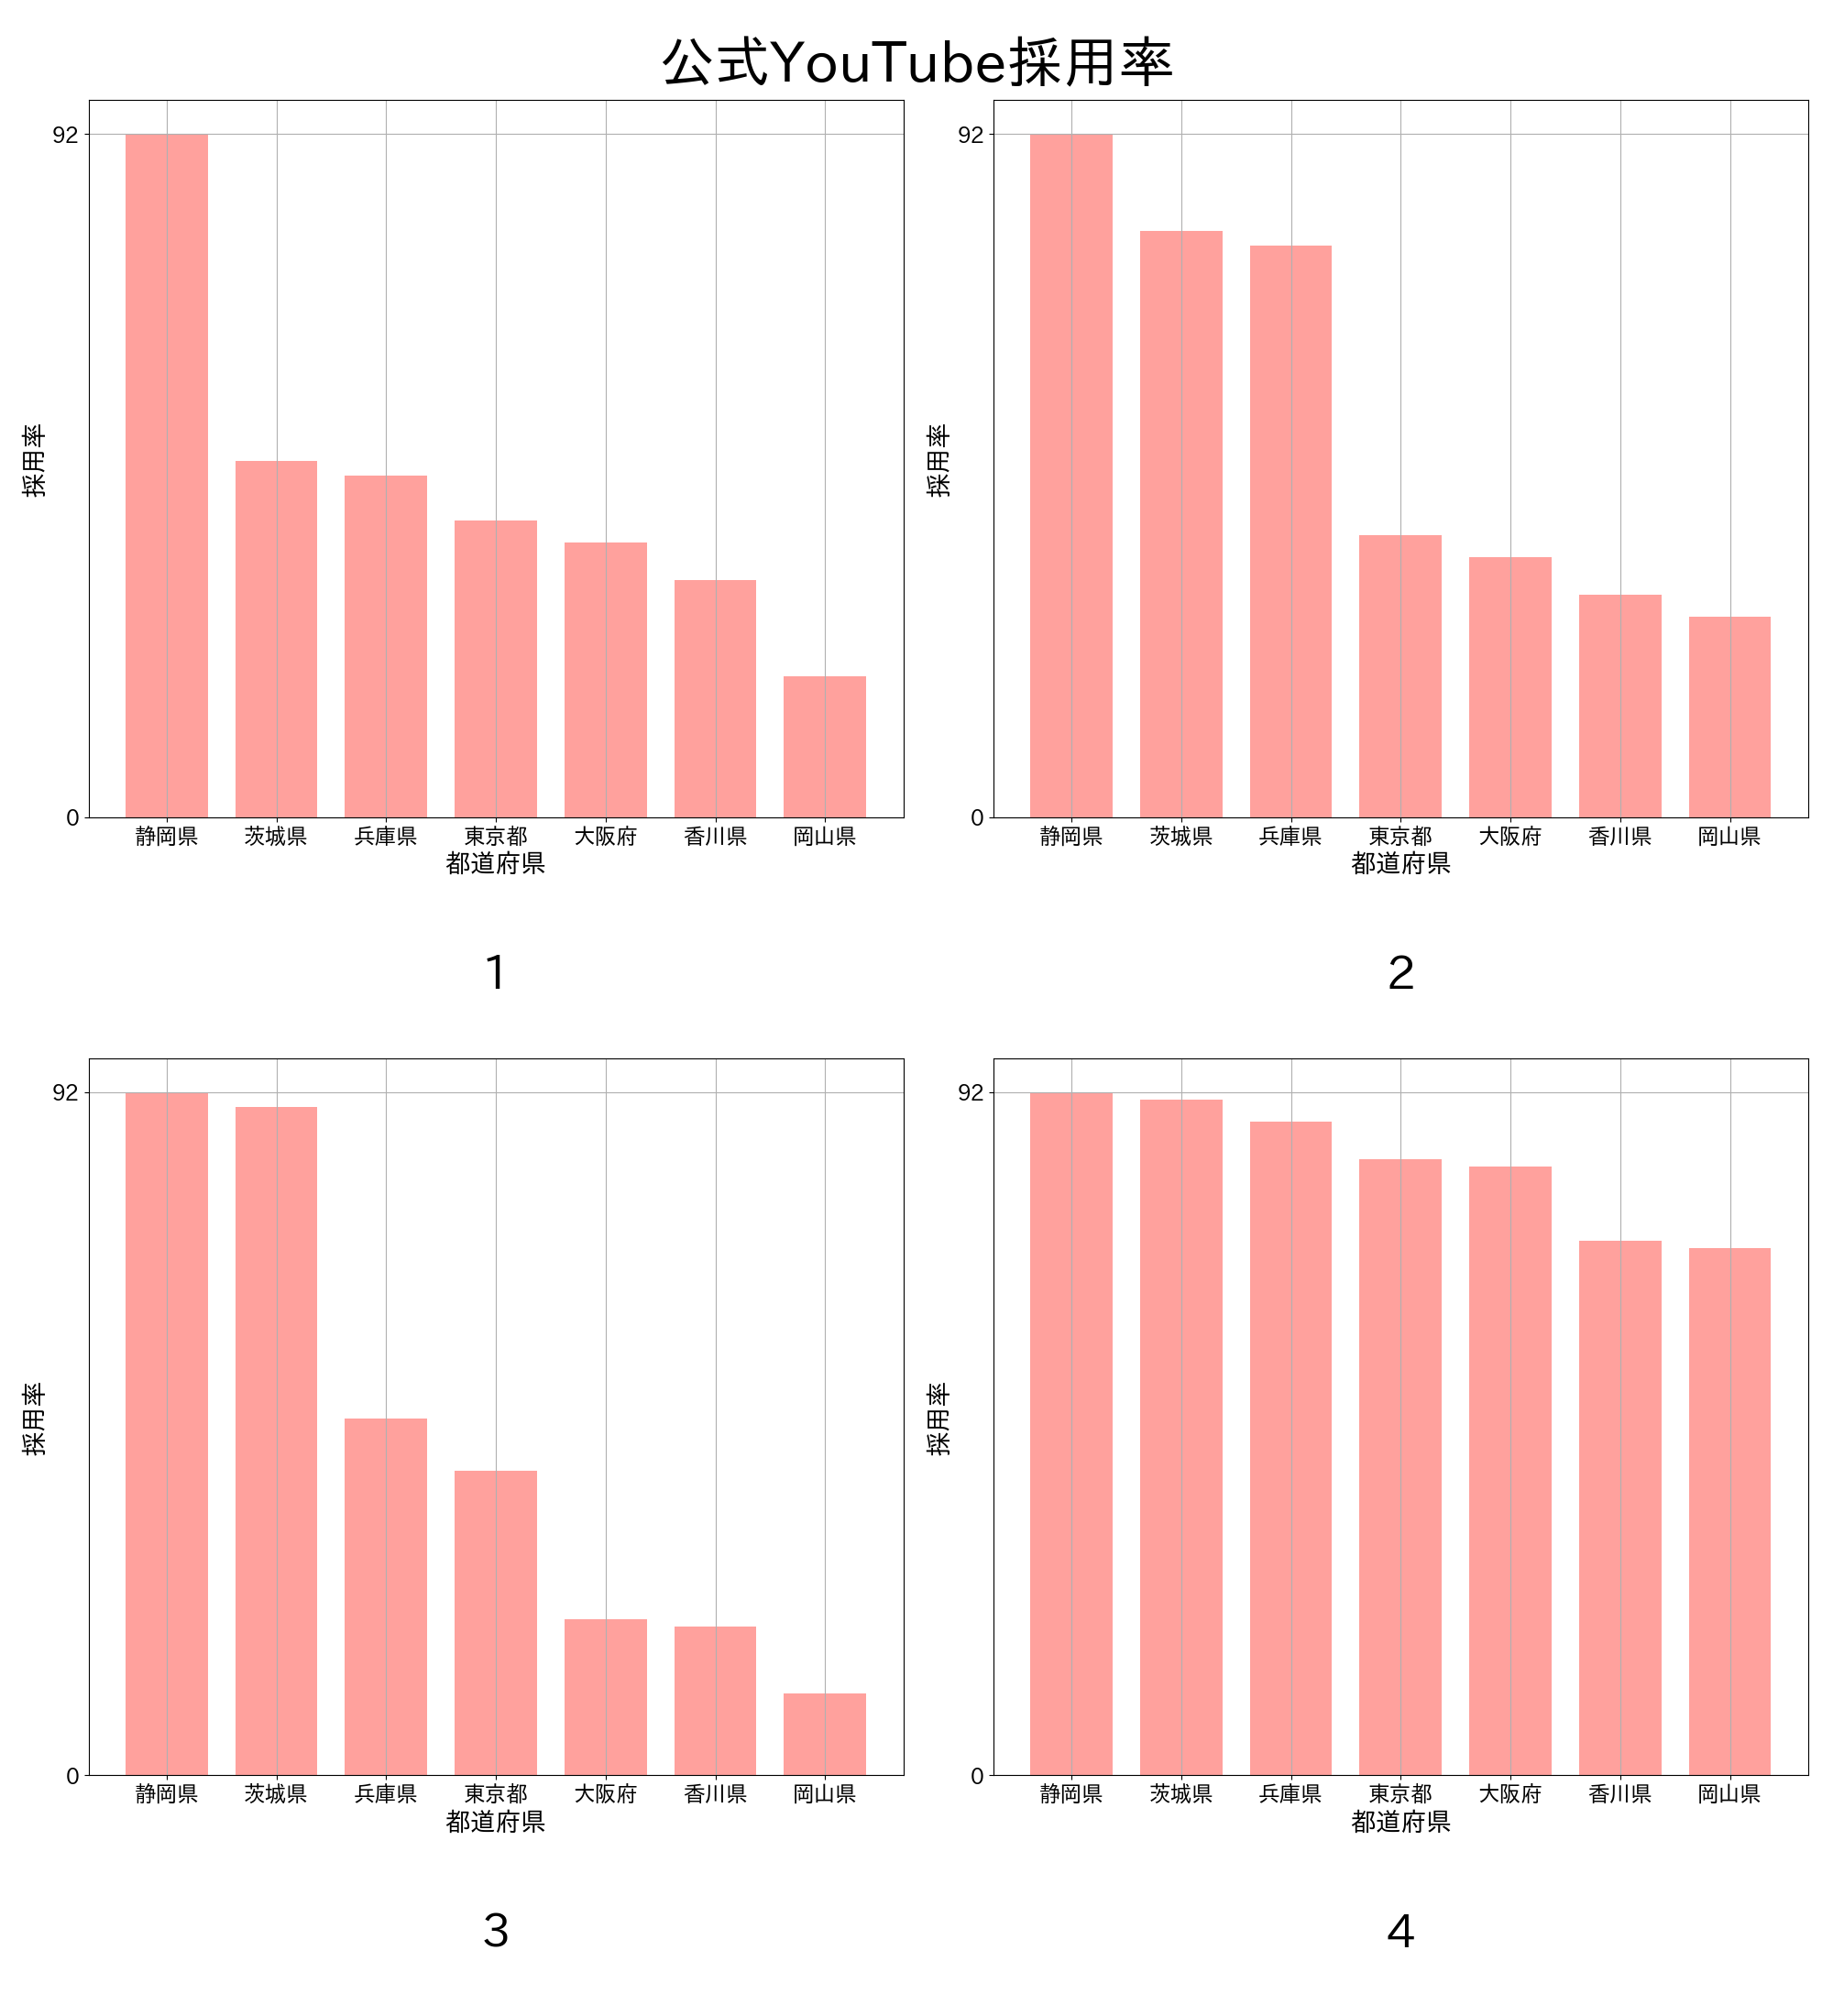 公式YouTube採用率
92
採用率
0
静岡県 茨城県 兵庫県 東京都 大阪府 香川県 岡山県
都道府県
1
92
採用率
0
静岡県 茨城県 兵庫県 東京都 大阪府 香川県 岡山県
都道府県
2
92
採用率
0
静岡県 茨城県 兵庫県 東京都 大阪府 香川県 岡山県
都道府県
3
92
採用率
0
静岡県 茨城県 兵庫県 東京都 大阪府 香川県 岡山県
都道府県
4